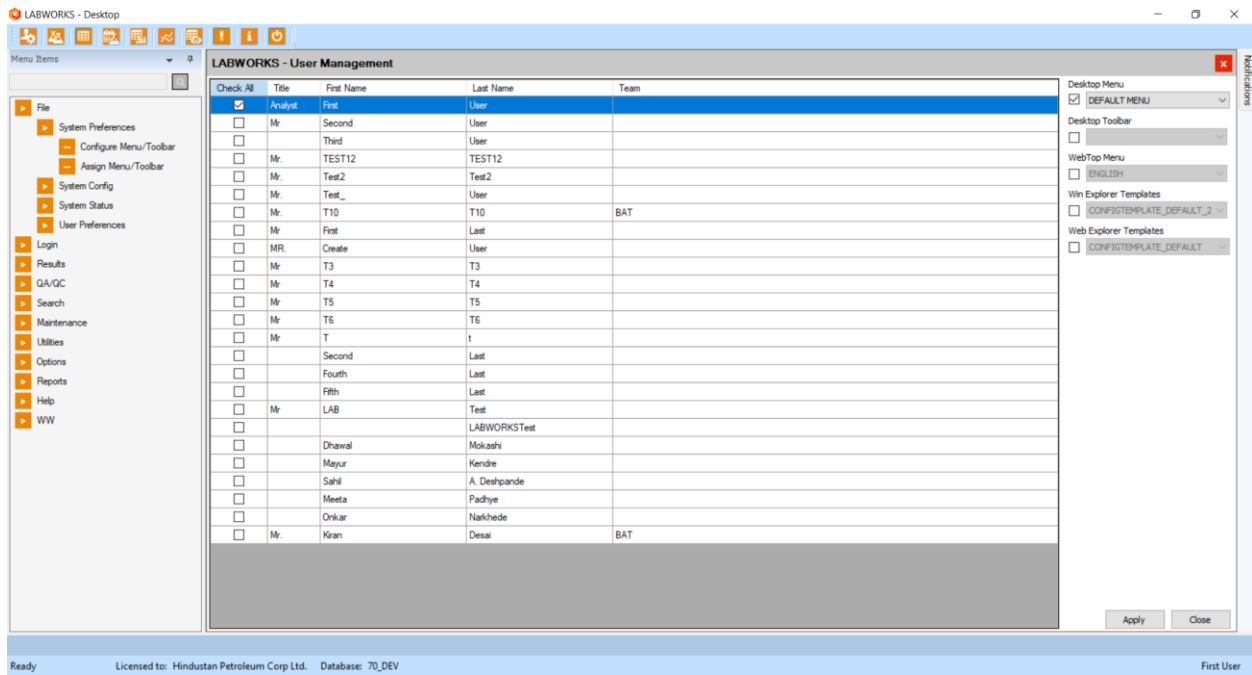 LABWORKS - Desktop
Menu Items
LABWORKS - User Management
Notifications
File
System Preferences
Configure Menu/Toolbar
Assign Menu/Toolbar
System Config
System Status
User Preferences
Login
Results
QA/QC
Search
Maintenance
Utilities
Options
Reports
Help
WW
Check All Title First Name Last Name Team
Analyst First User
Mr Second User
Third User
Mr. TEST12 TEST12
Mr. Test2 Test2
Mr. Test_ User
Mr. T10 T10 BAT
Mr First Last
MR. Create User
Mr T3 T3
Mr T4 T4
Mr T5 T5
Mr T6 T6
Mr T t
Second Last
Fourth Last
Fifth Last
Mr LAB Test
LABWORKSTest
Dhawal Mokashi
Mayur Kendre
Sahil A. Deshpande
Meeta Padhye
Onkar Narkhede
Mr. Kiran Desai BAT
Desktop Menu
DEFAULT MENU
Desktop Toolbar
WebTop Menu
ENGLISH
Win Explorer Templates
CONFIGTEMPLATE_DEFAULT_2
Web Explorer Templates
CONFIGTEMPLATE_DEFAULT
Apply Close
Ready Licensed to: Hindustan Petroleum Corp Ltd. Database: 70_DEV First User